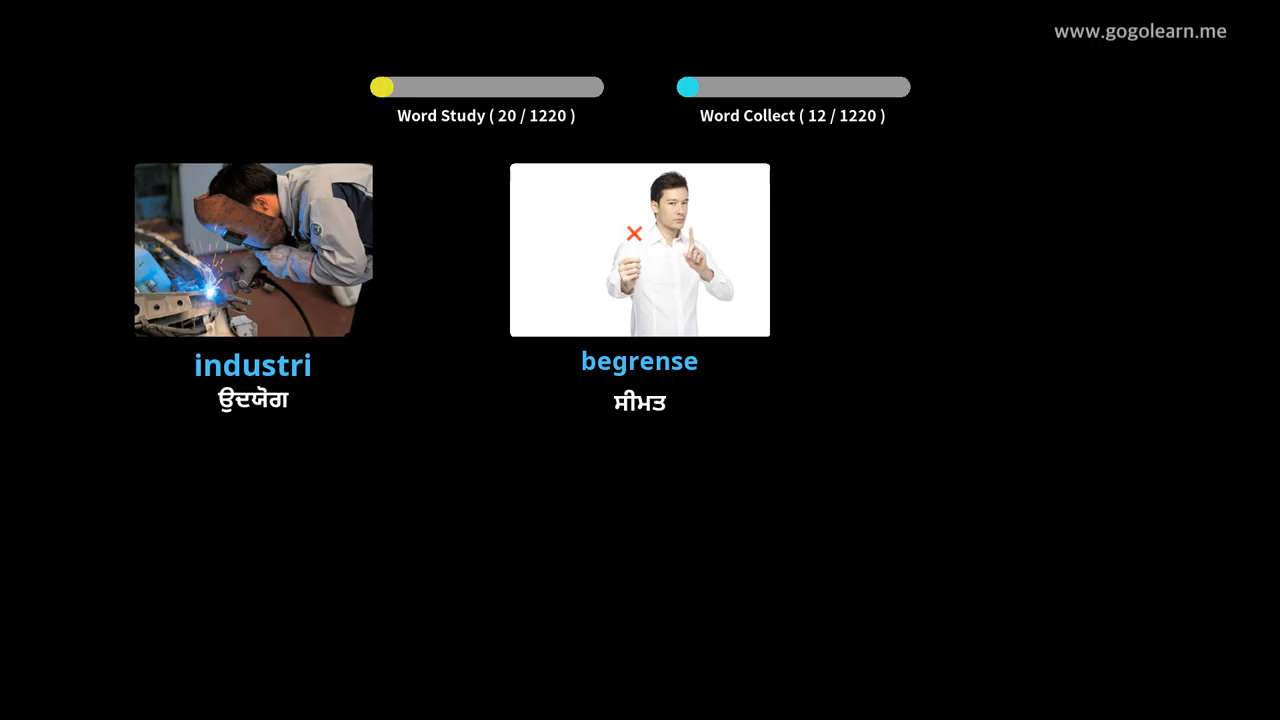 www.gogolearn.me
Word Study ( 20 / 1220 )
Word Collect ( 12 / 1220 )
industri
ਉਦਯੋਗ
begrense
ਸੀਮਤ